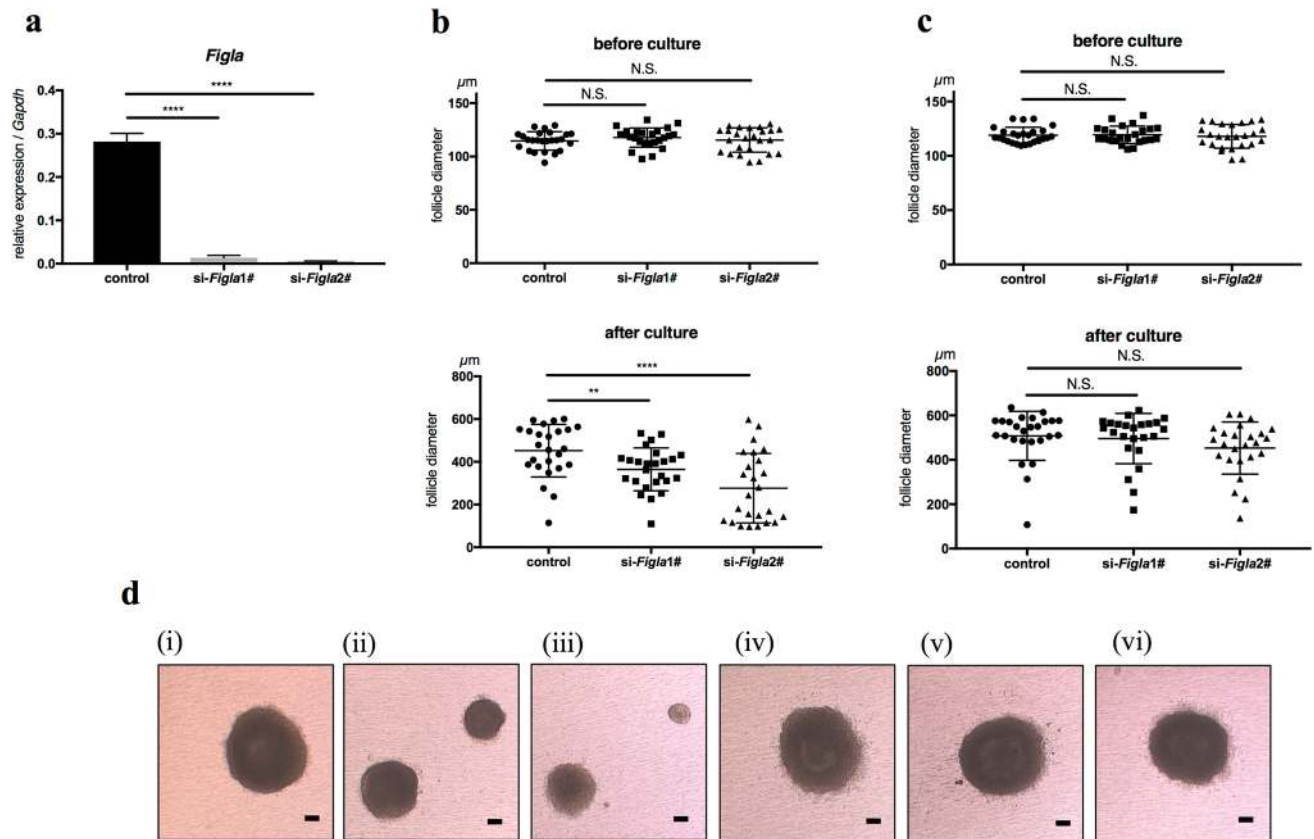 a
Figla
relative expression / Gapdh
0.4
0.3
0.2
0.1
0.0
****
****
control
si-Figla1#
si-Figla2#
b
before culture
μm
follicle diameter
150
100
50
0
N.S.
N.S.
control
si-Figla1#
si-Figla2#
after culture
μm
follicle diameter
800
600
400
200
0
****
**
control
si-Figla1#
si-Figla2#
c
before culture
μm
follicle diameter
150
100
50
0
N.S.
N.S.
control
si-Figla1#
si-Figla2#
after culture
μm
follicle diameter
800
600
400
200
0
N.S.
N.S.
control
si-Figla1#
si-Figla2#
d
(i)
(ii)
(iii)
(iv)
(v)
(vi)